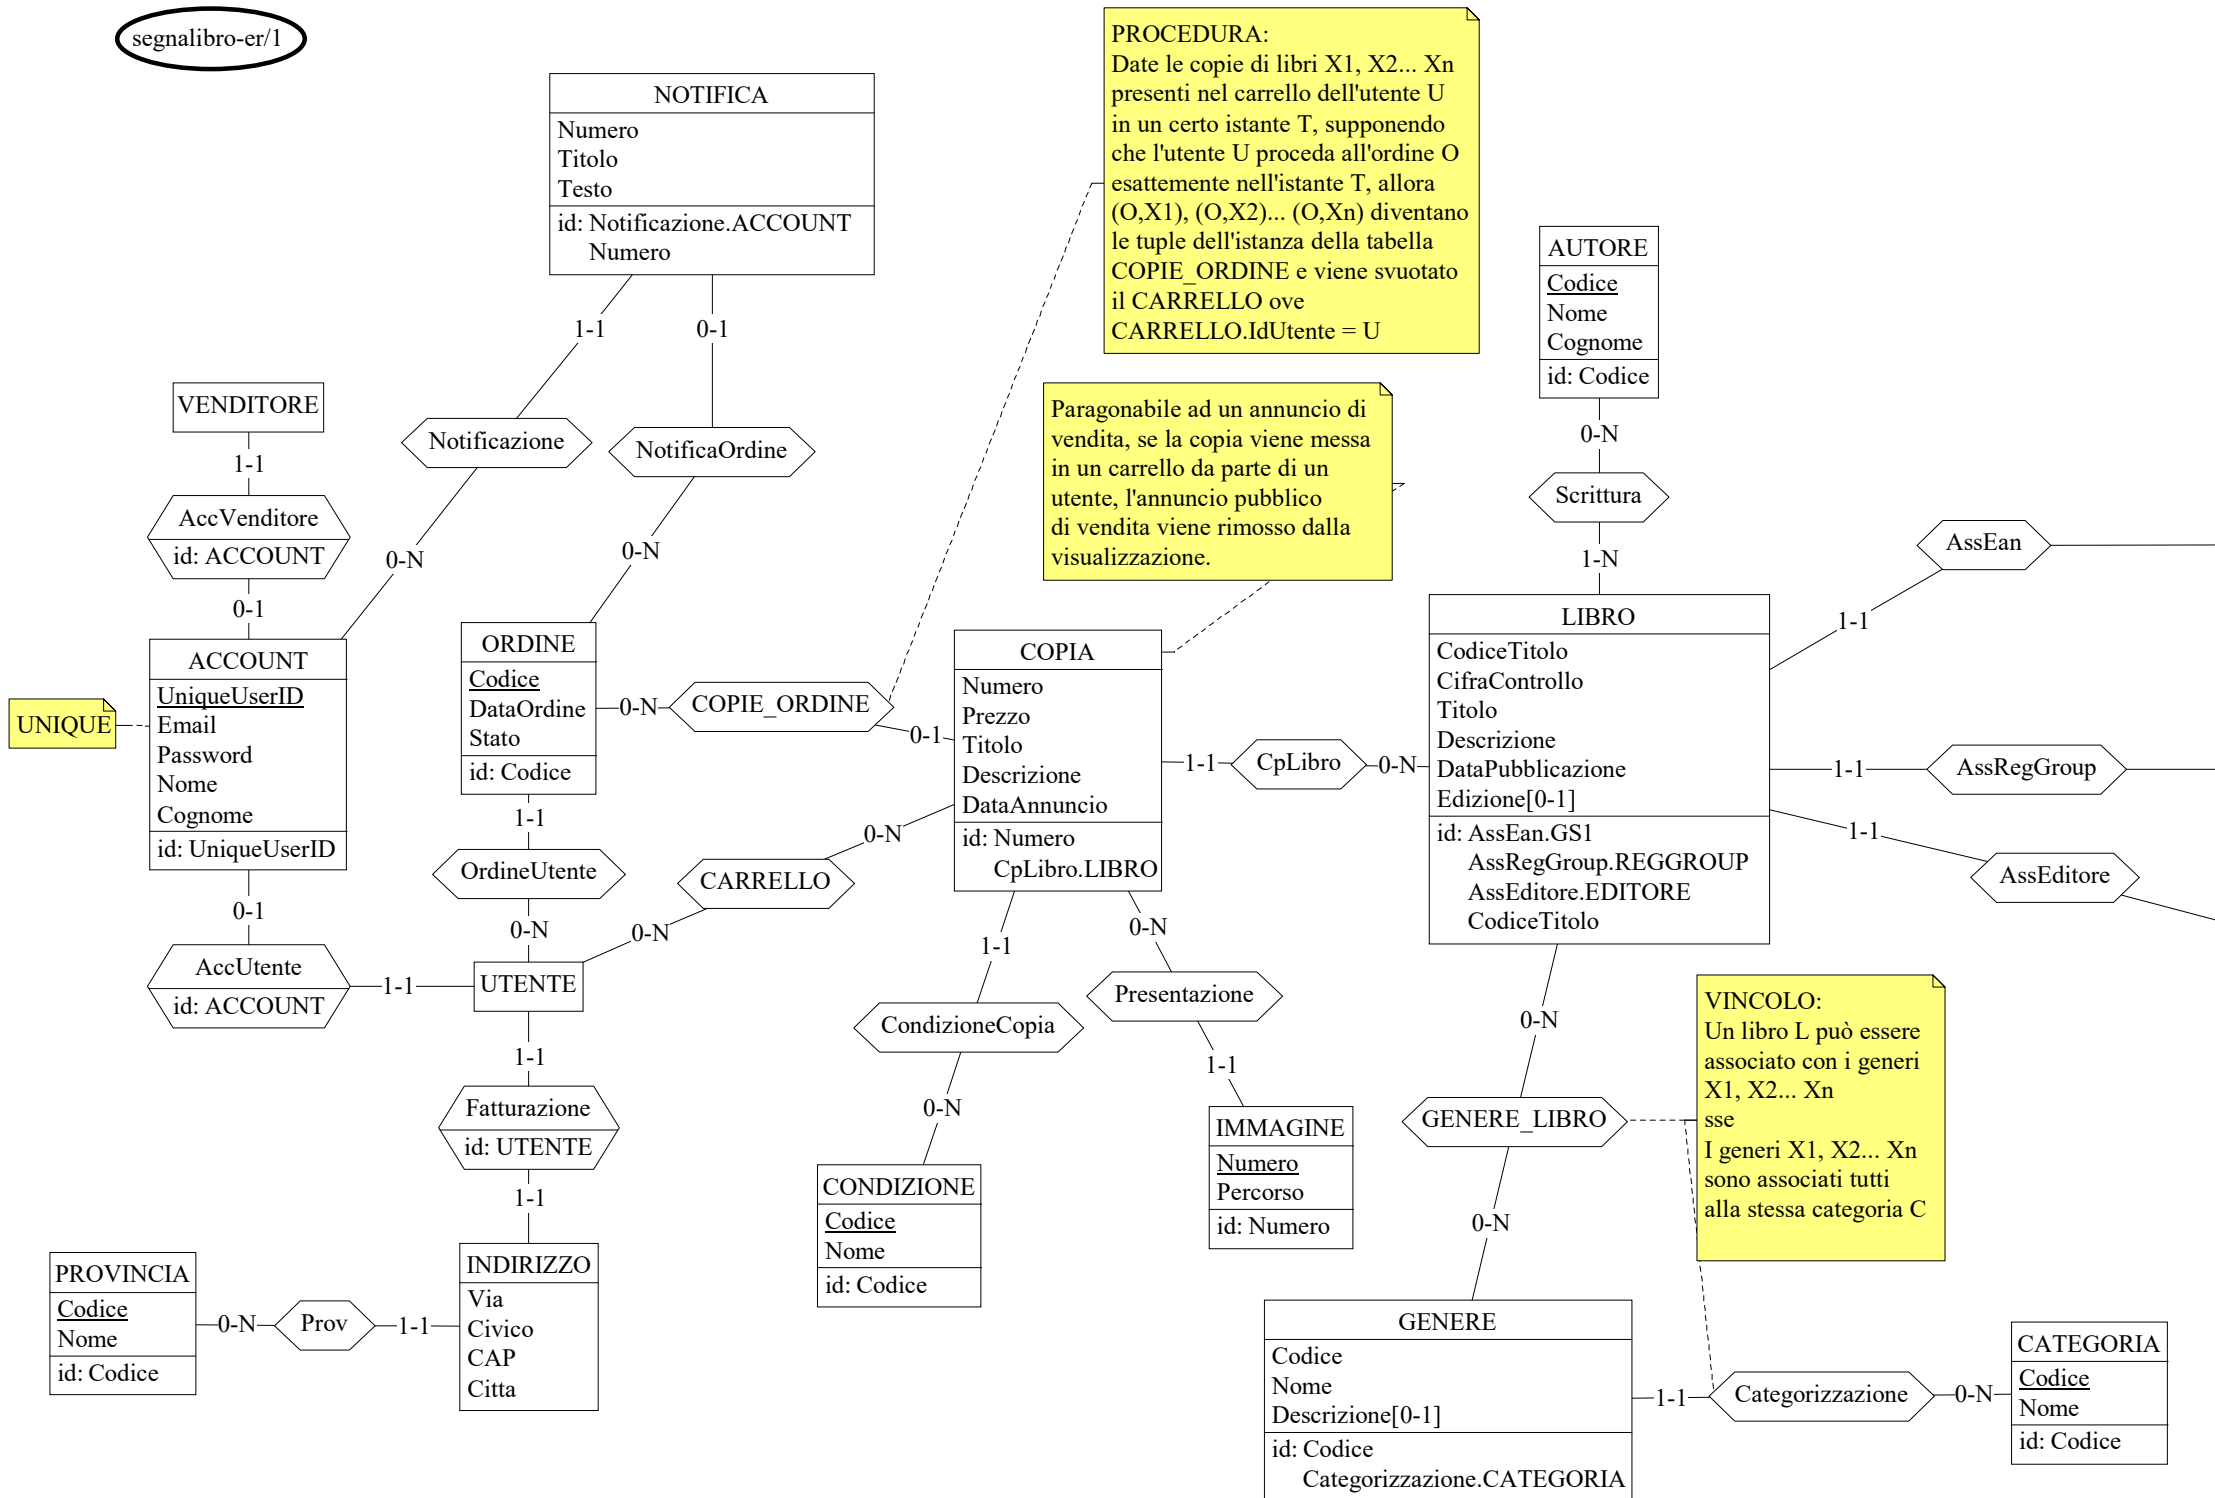 segnalibro-er/1
NOTIFICA
Numero
Titolo
Testo
id: Notificazione.ACCOUNT
Numero
1-1
0-1
Notificazione
NotificaOrdine
0-N
0-N
PROCEDURA:
Date le copie di libri X1, X2... Xn
presenti nel carrello dell'utente U
in un certo istante T, supponendo
che l'utente U proceda all'ordine O
esattemente nell'istante T, allora
(O,X1), (O,X2)... (O,Xn) diventano
le tuple dell'istanza della tabella
COPIE_ORDINE e viene svuotato
il CARRELLO ove
CARRELLO.IdUtente = U
Paragonabile ad un annuncio di
vendita, se la copia viene messa
in un carrello da parte di un
utente, l'annuncio pubblico
di vendita viene rimosso dalla
visualizzazione.
AUTORE
Codice
Nome
Cognome
id: Codice
0-N
Scrittura
1-N
VENDITORE
1-1
AccVenditore
id: ACCOUNT
0-1
UNIQUE
ACCOUNT
UniqueUserID
Email
Password
Nome
Cognome
id: UniqueUserID
0-1
AccUtente
id: ACCOUNT
1-1
ORDINE
Codice
DataOrdine
Stato
id: Codice
0-N
COPIE_ORDINE
0-1
1-1
OrdineUtente
0-N
UTENTE
0-N
CARRELLO
0-N
COPIA
Numero
Prezzo
Titolo
Descrizione
DataAnnuncio
id: Numero
CpLibro.LIBRO
1-1
CpLibro
0-N
LIBRO
CodiceTitolo
CifraControllo
Titolo
Descrizione
DataPubblicazione
Edizione[0-1]
id: AssEan.GS1
AssRegGroup.REGGROUP
AssEditore.EDITORE
CodiceTitolo
1-1
AssEan
1-1
AssRegGroup
1-1
AssEditore
1-1
Fatturazione
id: UTENTE
1-1
INDIRIZZO
Via
Civico
CAP
Citta
PROVINCIA
Codice
Nome
id: Codice
0-N
Prov
1-1
1-1
CondizioneCopia
0-N
CONDIZIONE
Codice
Nome
id: Codice
0-N
Presentazione
1-1
IMMAGINE
Numero
Percorso
id: Numero
0-N
GENERE_LIBRO
0-N
VINCOLO:
Un libro L può essere
associato con i generi
X1, X2... Xn
sse
I generi X1, X2... Xn
sono associati tutti
alla stessa categoria C
GENERE
Codice
Nome
Descrizione[0-1]
id: Codice
Categorizzazione.CATEGORIA
1-1
Categorizzazione
0-N
CATEGORIA
Codice
Nome
id: Codice